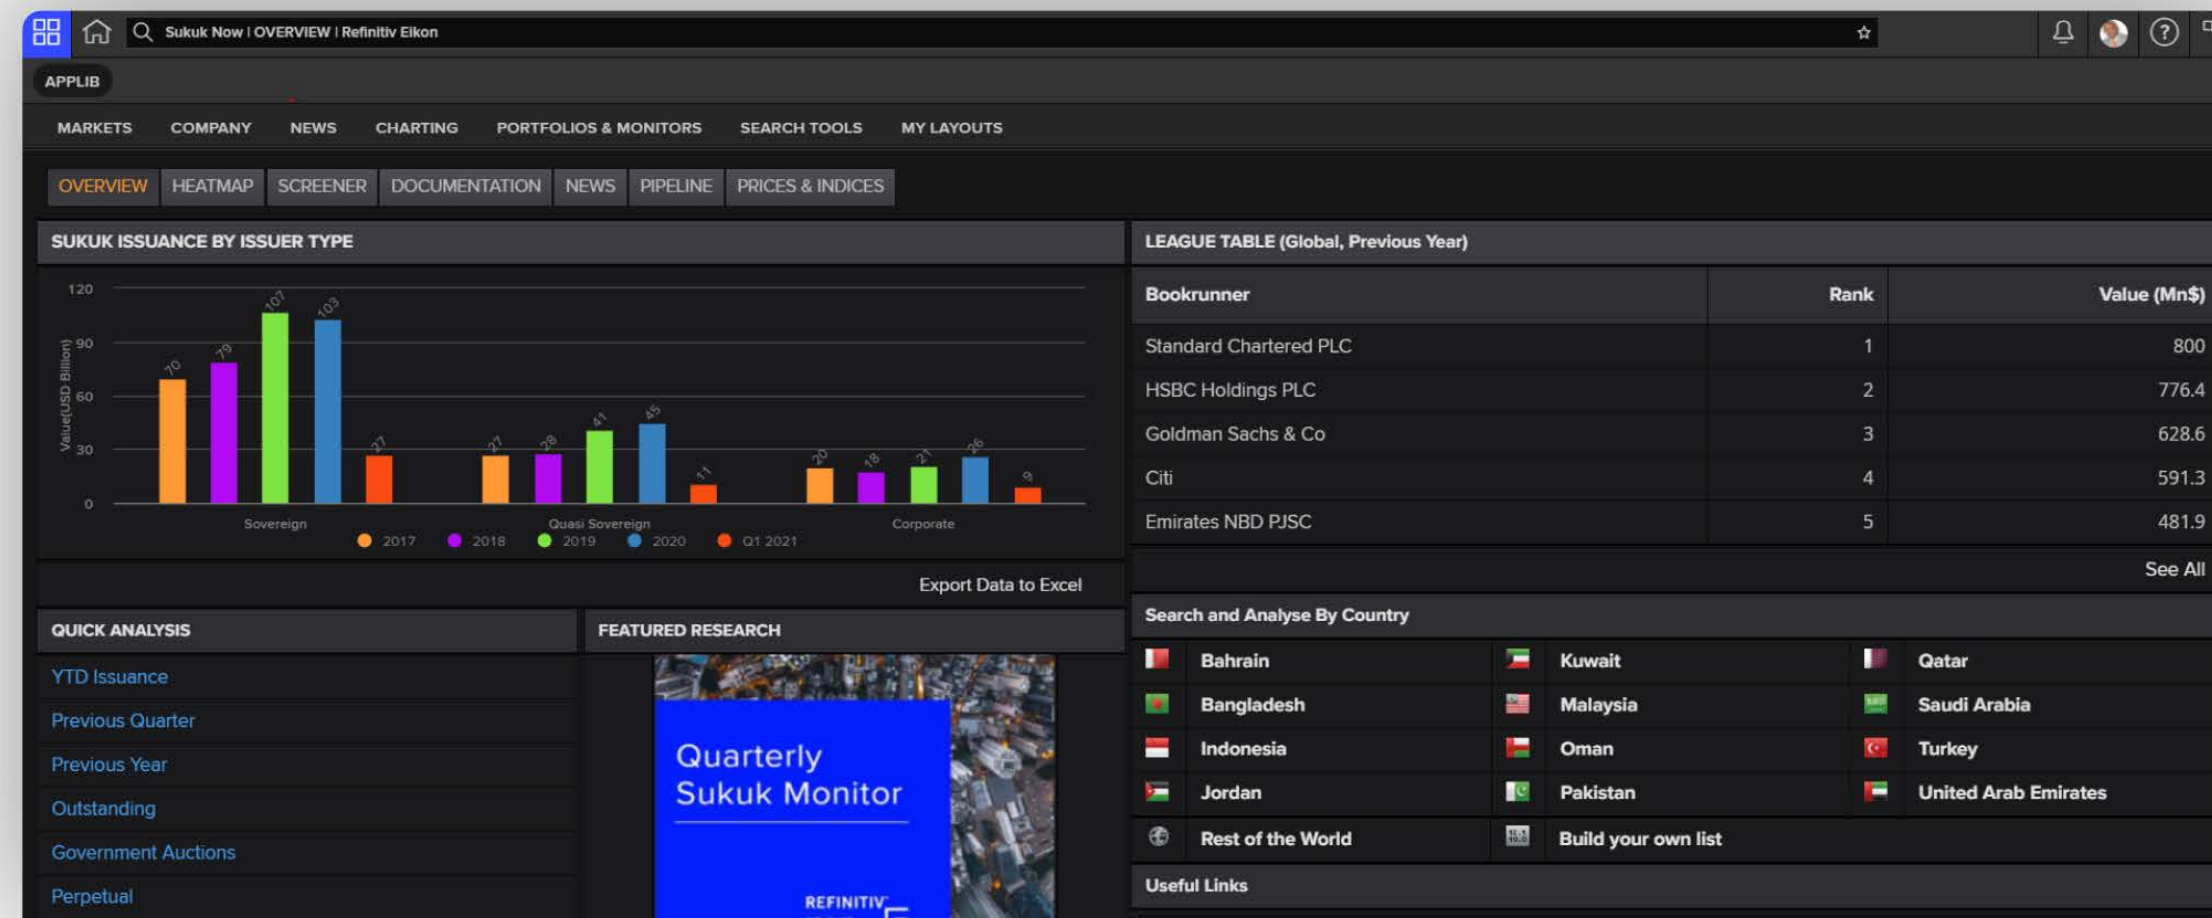 Sukuk Now | OVERVIEW | Refinitiv Eikon
APPLIB
MARKETS COMPANY NEWS CHARTING PORTFOLIOS & MONITORS SEARCH TOOLS MY LAYOUTS
OVERVIEW HEATMAP SCREENER DOCUMENTATION NEWS PIPELINE PRICES & INDICES
SUKUK ISSUANCE BY ISSUER TYPE
Value(USD Billion)
120
90
60
30
0
70 79 107 103 27
27 28 41 45 11
20 18 21 26 9
Sovereign Quasi Sovereign Corporate
2017 2018 2019 2020 Q1 2021
Export Data to Excel
QUICK ANALYSIS
YTD Issuance
Previous Quarter
Previous Year
Outstanding
Government Auctions
Perpetual
FEATURED RESEARCH
Quarterly
Sukuk Monitor
REFINITIV
LEAGUE TABLE (Global, Previous Year)
Bookrunner Rank Value (Mn$)
Standard Chartered PLC 1 800
HSBC Holdings PLC 2 776.4
Goldman Sachs & Co 3 628.6
Citi 4 591.3
Emirates NBD PJSC 5 481.9
See All
Search and Analyse By Country
Bahrain Kuwait Qatar
Bangladesh Malaysia Saudi Arabia
Indonesia Oman Turkey
Jordan Pakistan United Arab Emirates
Rest of the World Build your own list
Useful Links